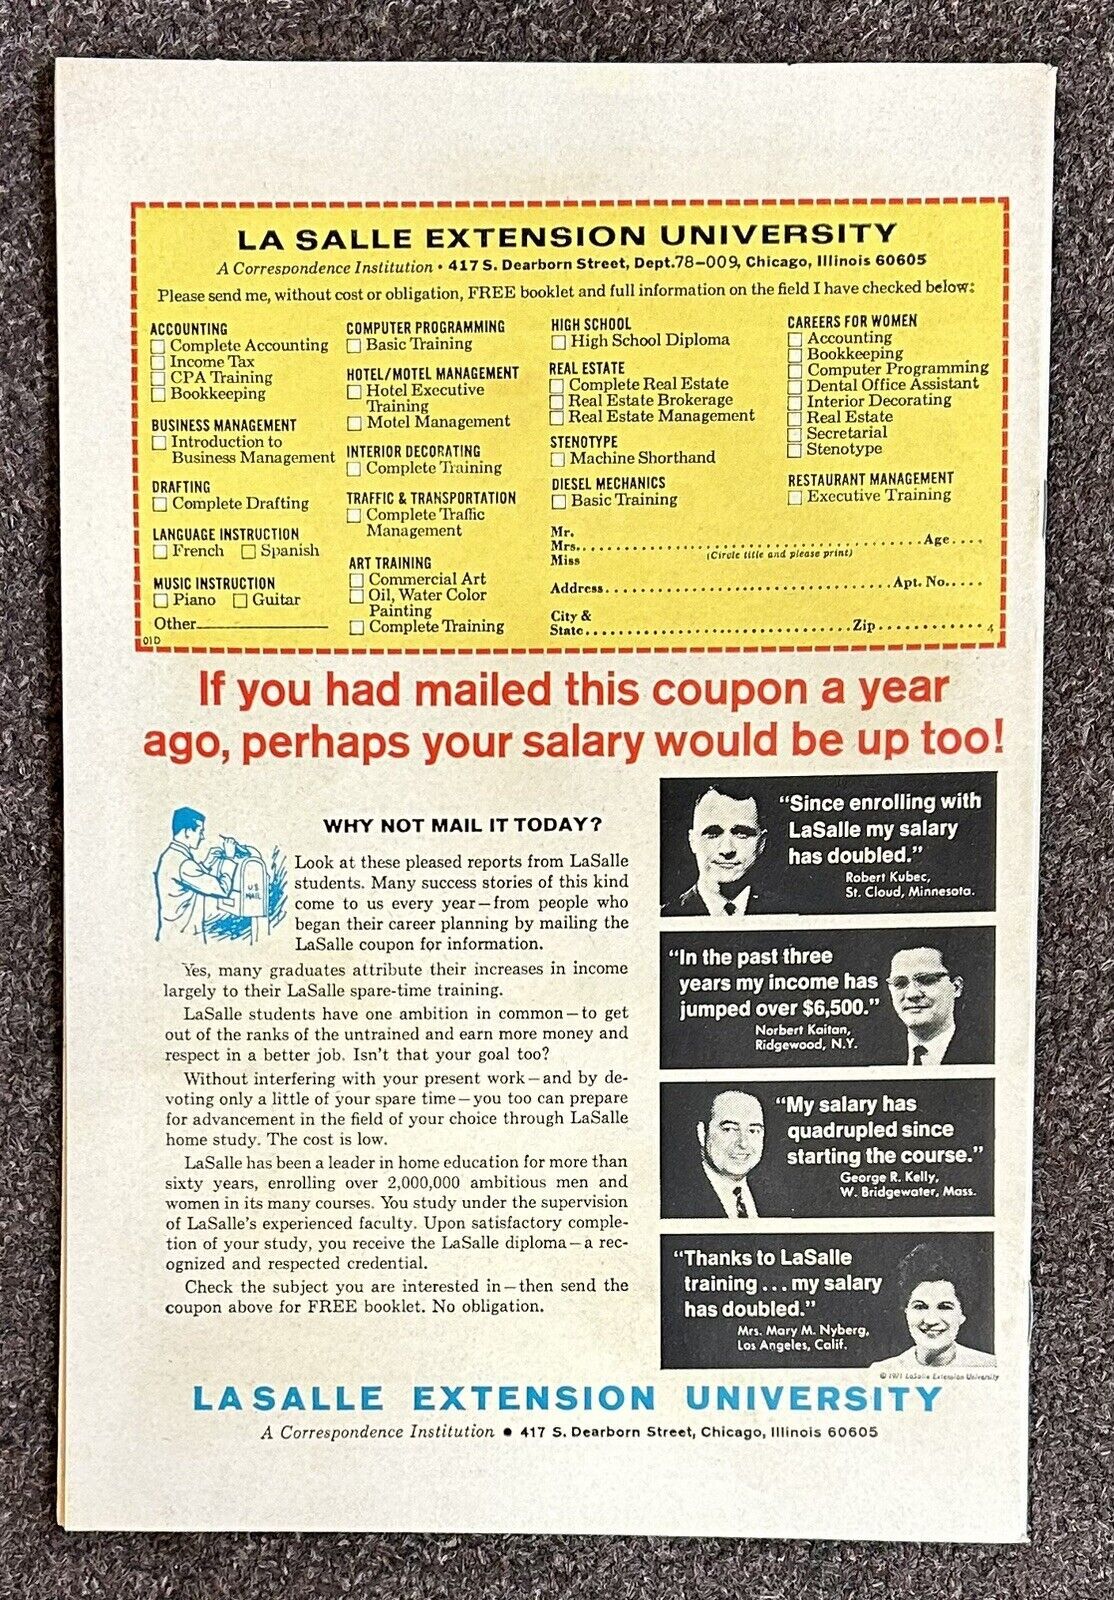 LA SALLE EXTENSION UNIVERSITY
A Correspondence Institution • 417 S. Dearborn Street, Dept. 78-009, Chicago, Illinois 60605
Please send me, without cost or obligation, FREE booklet and full information on the field I have checked below:
ACCOUNTING
Complete Accounting
Income Tax
CPA Training
Bookkeeping
BUSINESS MANAGEMENT
Introduction to
Business Management
DRAFTING
Complete Drafting
LANGUAGE INSTRUCTION
French Spanish
MUSIC INSTRUCTION
Piano Guitar
Other
01D
COMPUTER PROGRAMMING
Basic Training
HOTEL/MOTEL MANAGEMENT
Hotel Executive
Training
Motel Management
INTERIOR DECORATING
Complete Training
TRAFFIC & TRANSPORTATION
Complete Traffic
Management
ART TRAINING
Commercial Art
Oil, Water Color
Painting
Complete Training
HIGH SCHOOL
High School Diploma
REAL ESTATE
Complete Real Estate
Real Estate Brokerage
Real Estate Management
STENOTYPE
Machine Shorthand
DIESEL MECHANICS
Basic Training
CAREERS FOR WOMEN
Accounting
Bookkeeping
Computer Programming
Dental Office Assistant
Interior Decorating
Real Estate
Secretarial
Stenotype
RESTAURANT MANAGEMENT
Executive Training
Mr.
Mrs. Age
(Circle title and please print)
Miss
Address Apt. No.
City &
State Zip 4
If you had mailed this coupon a year
ago, perhaps your salary would be up too!
WHY NOT MAIL IT TODAY?
U S
MAIL
Look at these pleased reports from LaSalle
students. Many success stories of this kind
come to us every year—from people who
began their career planning by mailing the
LaSalle coupon for information.
Yes, many graduates attribute their increases in income
largely to their LaSalle spare-time training.
LaSalle students have one ambition in common—to get
out of the ranks of the untrained and earn more money and
respect in a better job. Isn't that your goal too?
Without interfering with your present work—and by de-
voting only a little of your spare time—you too can prepare
for advancement in the field of your choice through LaSalle
home study. The cost is low.
LaSalle has been a leader in home education for more than
sixty years, enrolling over 2,000,000 ambitious men and
women in its many courses. You study under the supervision
of LaSalle's experienced faculty. Upon satisfactory comple-
tion of your study, you receive the LaSalle diploma—a rec-
ognized and respected credential.
Check the subject you are interested in—then send the
coupon above for FREE booklet. No obligation.
"Since enrolling with
LaSalle my salary
has doubled."
Robert Kubec,
St. Cloud, Minnesota.
"In the past three
years my income has
jumped over $6,500."
Norbert Kaitan,
Ridgewood, N.Y.
"My salary has
quadrupled since
starting the course."
George R. Kelly,
W. Bridgewater, Mass.
"Thanks to LaSalle
training...my salary
has doubled."
Mrs. Mary M. Nyberg,
Los Angeles, Calif.
© 1971 LaSalle Extension University
LA SALLE EXTENSION UNIVERSITY
A Correspondence Institution • 417 S. Dearborn Street, Chicago, Illinois 60605